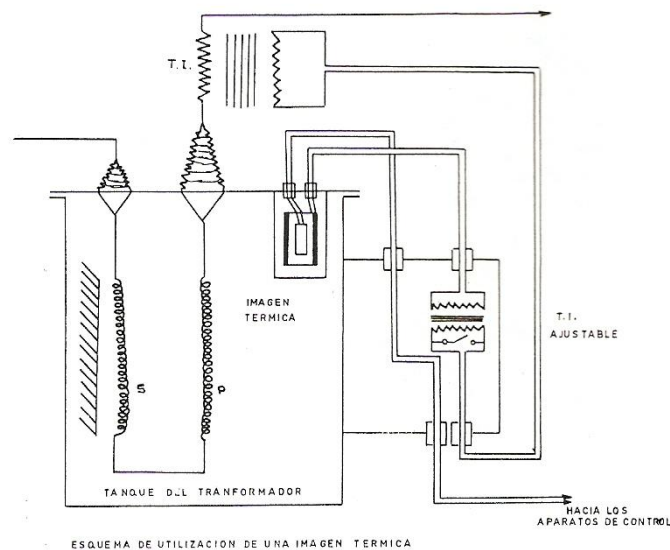 T.I.
IMAGEN
TERMICA
T.I.
AJUSTABLE
S
P
TANQUE DEL TRANFORMADOR
HACIA LOS
APARATOS DE CONTROL
ESQUEMA DE UTILIZACION DE UNA IMAGEN TERMICA